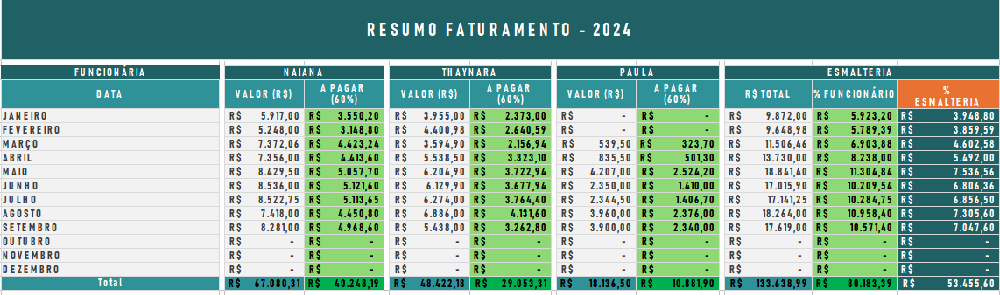 RESUMO FATURAMENTO - 2024
FUNCIONÁRIA NAIANA THAYNARA PAULA ESMALTERIA
DATA VALOR (R$) A PAGAR (60%) VALOR (R$) A PAGAR (60%) VALOR (R$) A PAGAR (60%) R$ TOTAL % FUNCIONÁRIO % ESMALTERIA
JANEIRO R$ 5.917,00 R$ 3.550,20 R$ 3.955,00 R$ 2.373,00 R$ - R$ - R$ 9.872,00 R$ 5.923,20 R$ 3.948,80
FEVEREIRO R$ 5.248,00 R$ 3.148,80 R$ 4.400,98 R$ 2.640,59 R$ - R$ - R$ 9.648,98 R$ 5.789,39 R$ 3.859,59
MARÇO R$ 7.372,06 R$ 4.423,24 R$ 3.594,90 R$ 2.156,94 R$ 539,50 R$ 323,70 R$ 11.506,46 R$ 6.903,88 R$ 4.602,58
ABRIL R$ 7.356,00 R$ 4.413,60 R$ 5.538,50 R$ 3.323,10 R$ 835,50 R$ 501,30 R$ 13.730,00 R$ 8.238,00 R$ 5.492,00
MAIO R$ 8.429,50 R$ 5.057,70 R$ 6.204,90 R$ 3.722,94 R$ 4.207,00 R$ 2.524,20 R$ 18.841,40 R$ 11.304,84 R$ 7.536,56
JUNHO R$ 8.536,00 R$ 5.121,60 R$ 6.129,90 R$ 3.677,94 R$ 2.350,00 R$ 1.410,00 R$ 17.015,90 R$ 10.209,54 R$ 6.806,36
JULHO R$ 8.522,75 R$ 5.113,65 R$ 6.274,00 R$ 3.764,40 R$ 2.344,50 R$ 1.406,70 R$ 17.141,25 R$ 10.284,75 R$ 6.856,50
AGOSTO R$ 7.418,00 R$ 4.450,80 R$ 6.886,00 R$ 4.131,60 R$ 3.960,00 R$ 2.376,00 R$ 18.264,00 R$ 10.958,40 R$ 7.305,60
SETEMBRO R$ 8.281,00 R$ 4.968,60 R$ 5.438,00 R$ 3.262,80 R$ 3.900,00 R$ 2.340,00 R$ 17.619,00 R$ 10.571,40 R$ 7.047,60
OUTUBRO R$ - R$ - R$ - R$ - R$ - R$ - R$ - R$ - R$ -
NOVEMBRO R$ - R$ - R$ - R$ - R$ - R$ - R$ - R$ - R$ -
DEZEMBRO R$ - R$ - R$ - R$ - R$ - R$ - R$ - R$ - R$ -
Total R$ 67.080,31 R$ 40.248,19 R$ 48.422,18 R$ 29.053,31 R$ 18.136,50 R$ 10.881,90 R$ 133.638,99 R$ 80.183,39 R$ 53.455,60